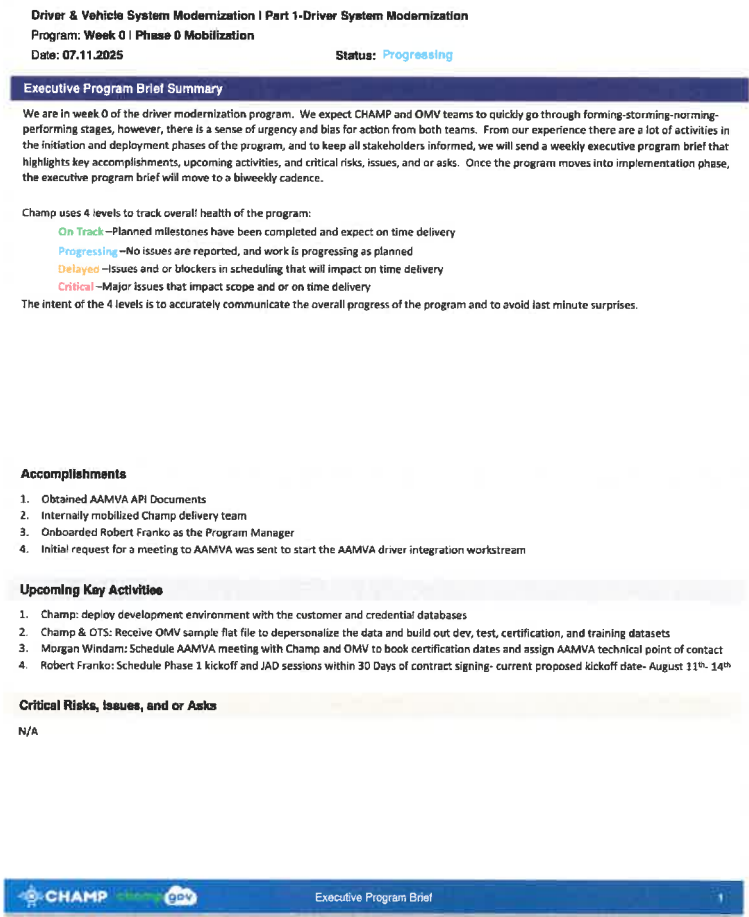 Driver & Vehicle System Modernization | Part 1-Driver System Modernization
Program: Week 0 | Phase 0 Mobilization
Date: 07.11.2025 Status: Progressing
Executive Program Brief Summary
We are in week 0 of the driver modernization program. We expect CHAMP and OMV teams to quickly go through forming-storming-norming-
performing stages, however, there is a sense of urgency and bias for action from both teams. From our experience there are a lot of activities in
the initiation and deployment phases of the program, and to keep all stakeholders informed, we will send a weekly executive program brief that
highlights key accomplishments, upcoming activities, and critical risks, issues, and or asks. Once the program moves into implementation phase,
the executive program brief will move to a biweekly cadence.
Champ uses 4 levels to track overall health of the program:
On Track –Planned milestones have been completed and expect on time delivery
Progressing –No issues are reported, and work is progressing as planned
Delayed –Issues and or blockers in scheduling that will impact on time delivery
Critical –Major issues that impact scope and or on time delivery
The intent of the 4 levels is to accurately communicate the overall progress of the program and to avoid last minute surprises.
Accomplishments
1. Obtained AAMVA API Documents
2. Internally mobilized Champ delivery team
3. Onboarded Robert Franko as the Program Manager
4. Initial request for a meeting to AAMVA was sent to start the AAMVA driver integration workstream
Upcoming Key Activities
1. Champ: deploy development environment with the customer and credential databases
2. Champ & OTS: Receive OMV sample flat file to depersonalize the data and build out dev, test, certification, and training datasets
3. Morgan Windam: Schedule AAMVA meeting with Champ and OMV to book certification dates and assign AAMVA technical point of contact
4. Robert Franko: Schedule Phase 1 kickoff and JAD sessions within 30 Days of contract signing- current proposed kickoff date- August 11th- 14th
Critical Risks, Issues, and or Asks
N/A
CHAMP champ gov Executive Program Brief 1